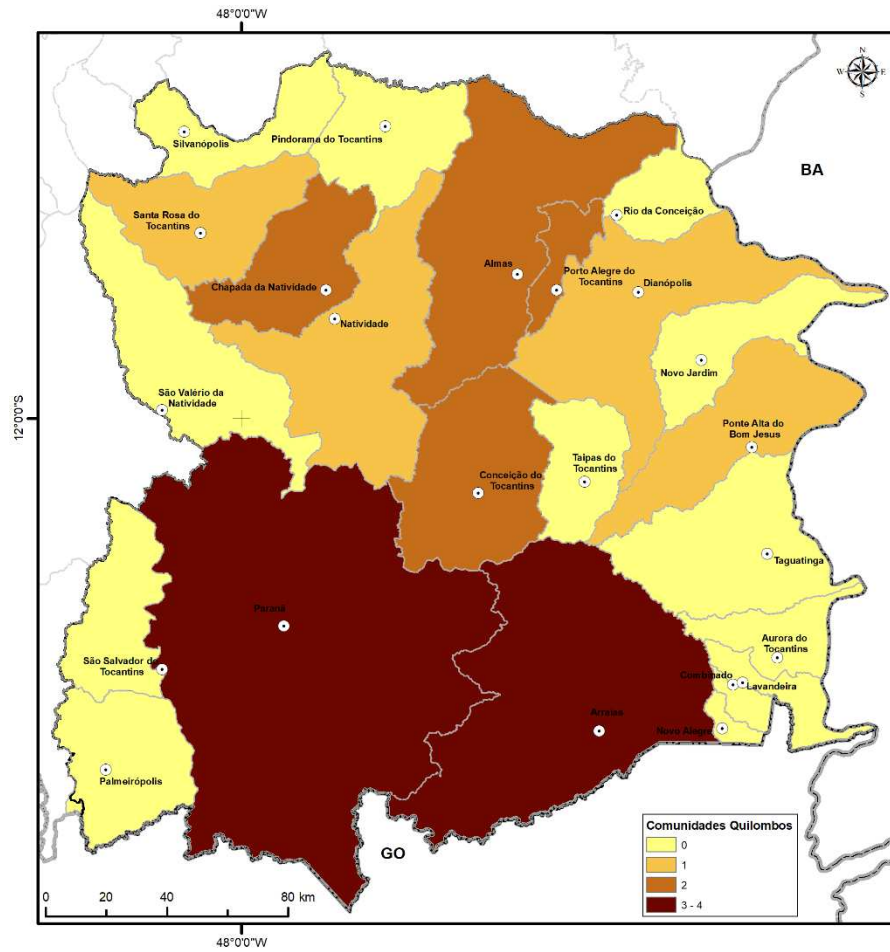 48°0'0"W
N
W
E
S
BA
Silvanópolis
Pindorama do Tocantins
Rio da Conceição
Santa Rosa do
Tocantins
Almas
Porto Alegre do
Tocantins
Dianópolis
Chapada da Natividade
Natividade
Novo Jardim
São Valério da
Natividade
12°0'0"S
Ponte Alta do
Bom Jesus
Taipas do
Tocantins
Conceição do
Tocantins
Taguatinga
Paranã
Aurora do
Tocantins
São Salvador do
Tocantins
Combinado
Lavandeira
Arraias
Novo Alegre
Palmeirópolis
GO
Comunidades Quilombos
0
1
2
3 - 4
0 20 40 80 km
48°0'0"W